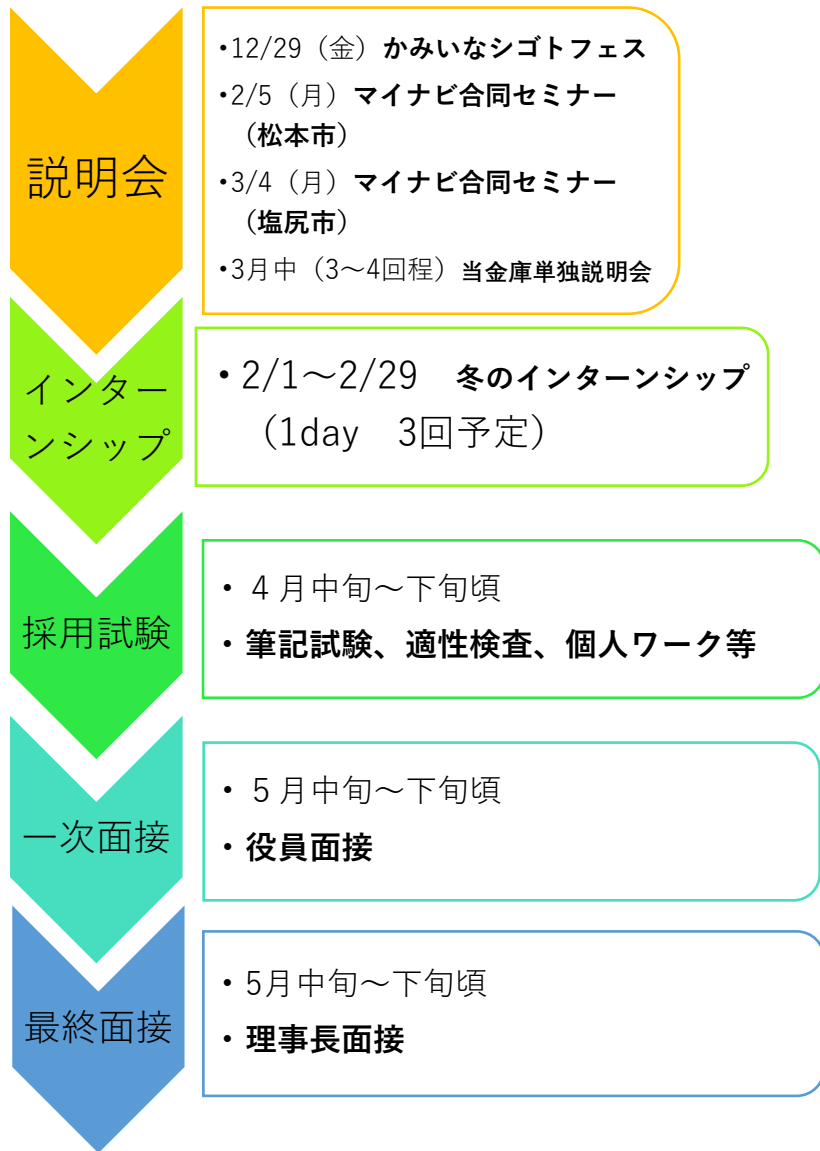 説明会
•12/29（金）かみいなシゴトフェス
•2/5（月）マイナビ合同セミナー
（松本市）
•3/4（月）マイナビ合同セミナー
（塩尻市）
•3月中（3～4回程）当金庫単独説明会
インター
ンシップ
• 2/1～2/29　冬のインターンシップ
（1day　3回予定）
採用試験
• ４月中旬～下旬頃
• 筆記試験、適性検査、個人ワーク等
一次面接
• ５月中旬～下旬頃
• 役員面接
最終面接
• 5月中旬～下旬頃
• 理事長面接